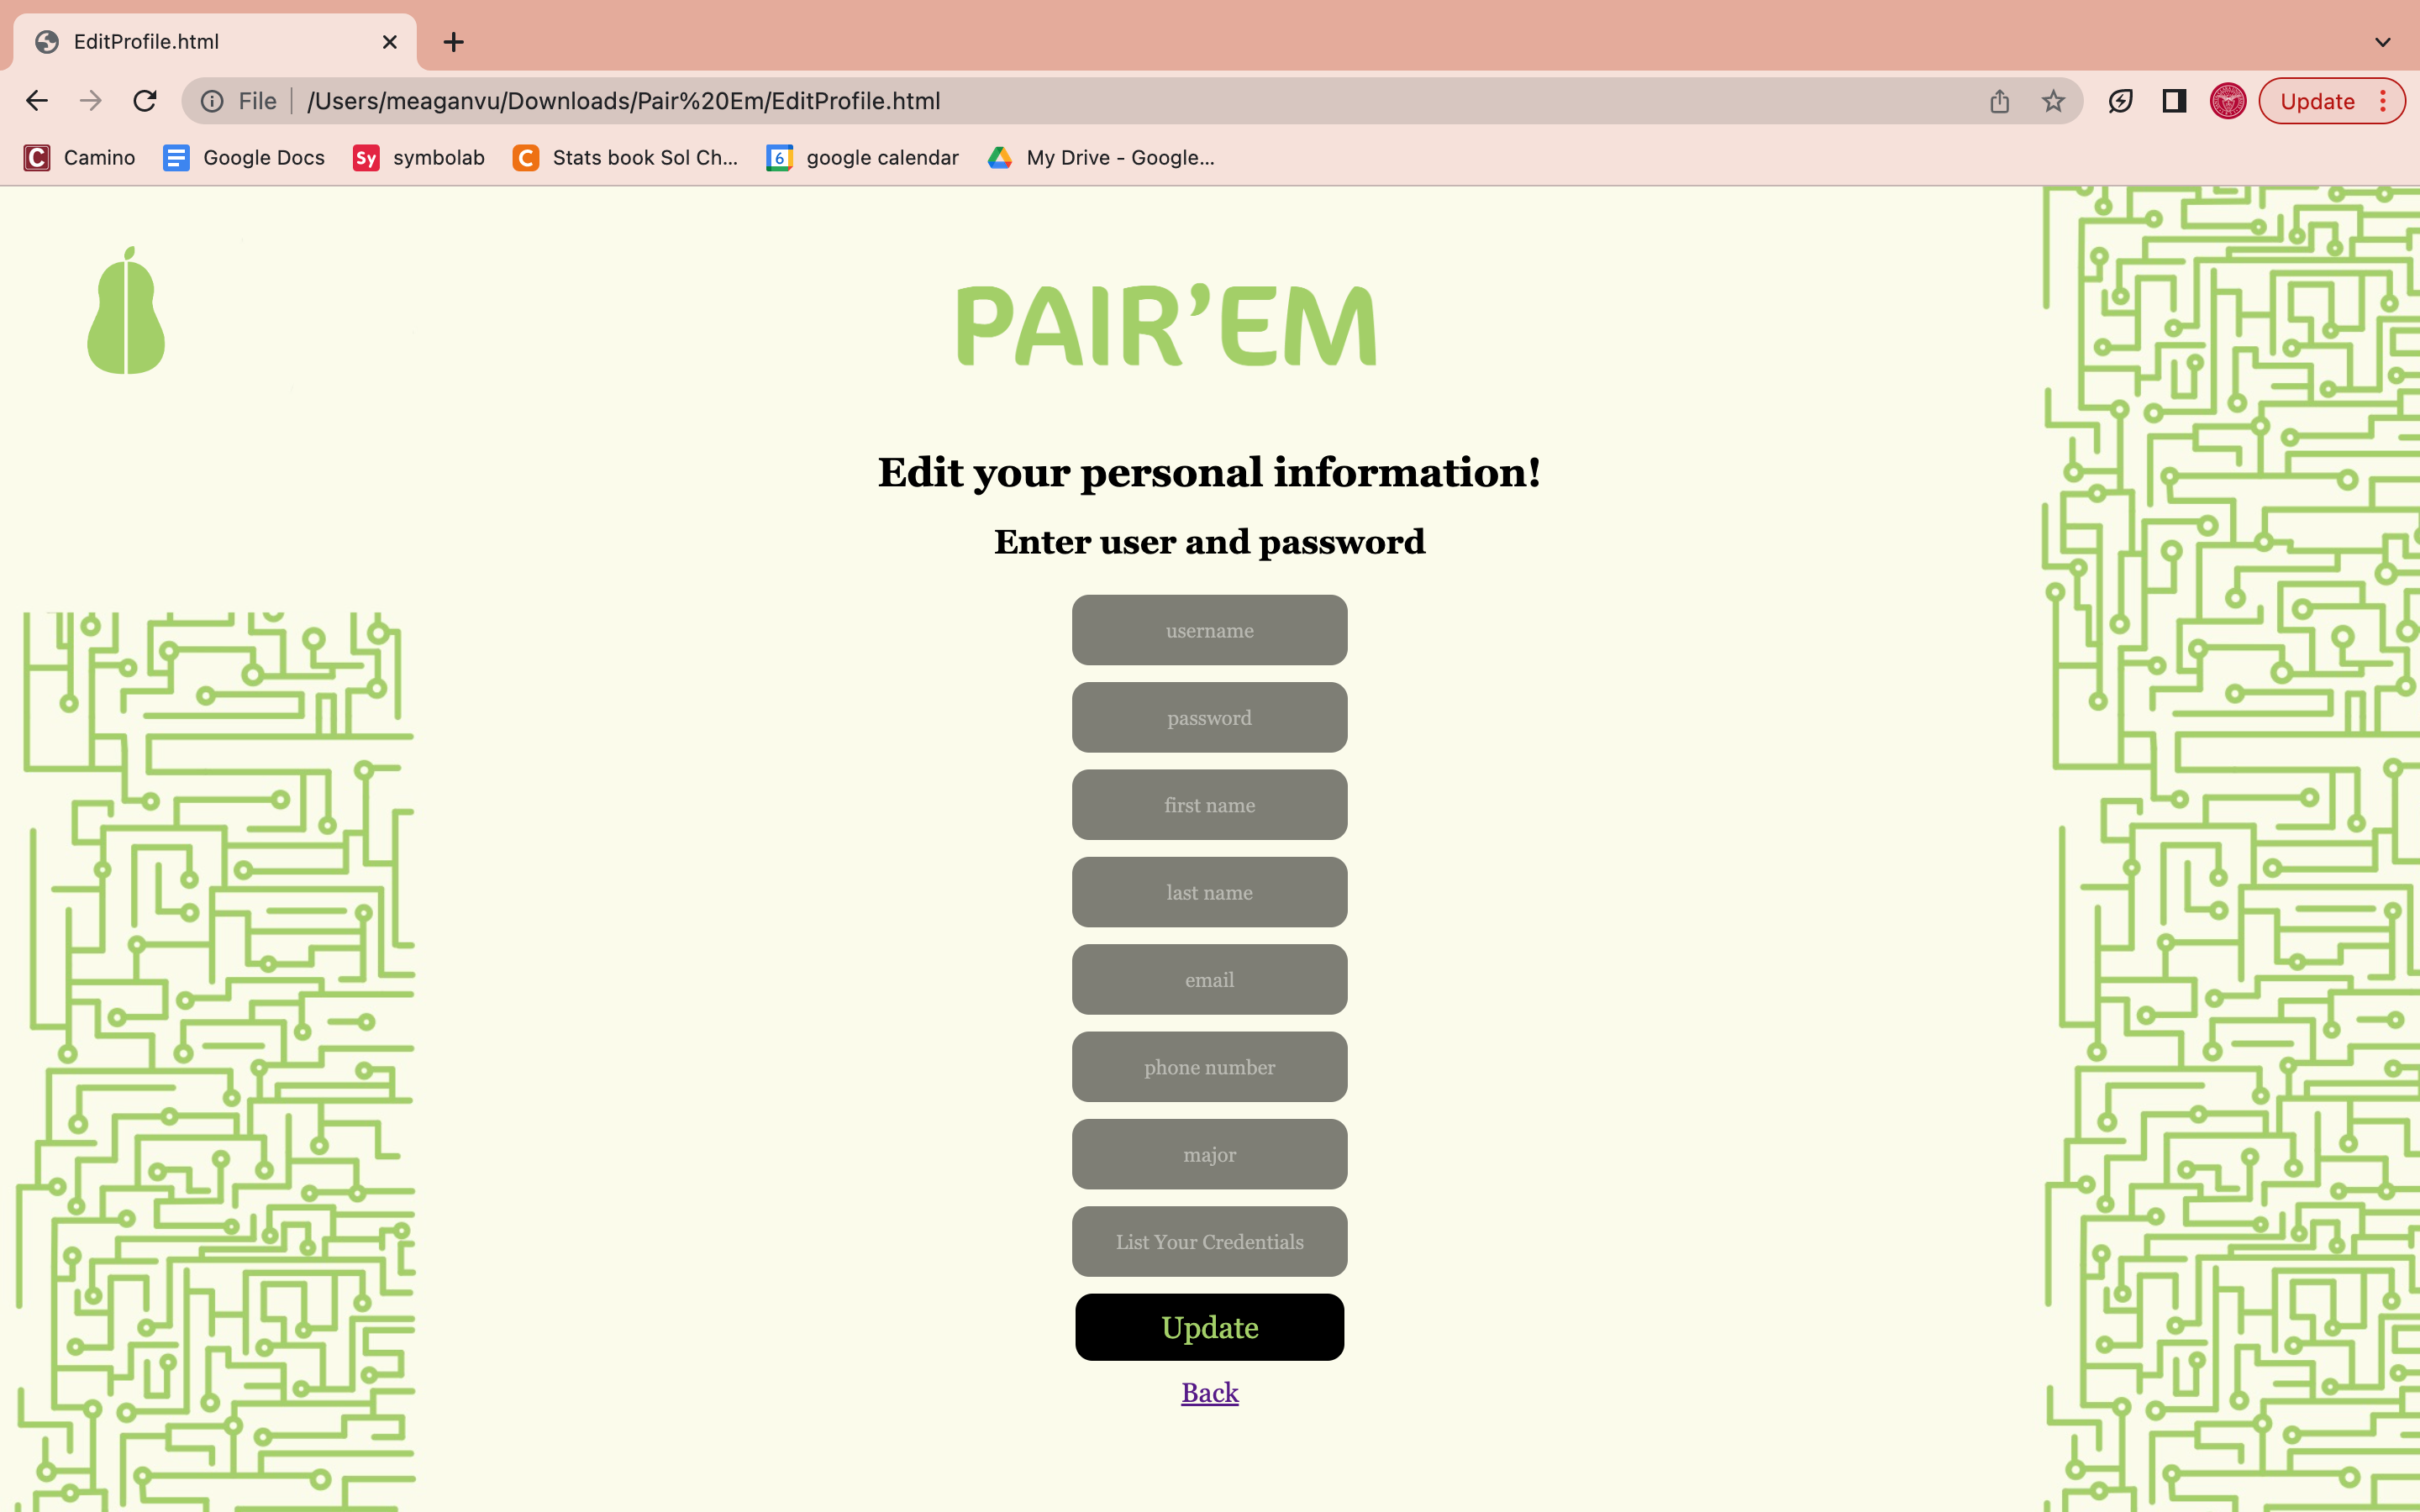 EditProfile.html
File /Users/meaganvu/Downloads/Pair%20Em/EditProfile.html Update
C Camino Google Docs Sy symbolab C Stats book Sol Ch... 6 google calendar My Drive - Google...
PAIR’EM
Edit your personal information!
Enter user and password
username
password
first name
last name
email
phone number
major
List Your Credentials
Update
Back